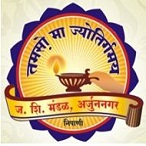 तमसो मा ज्योतिर्गमय
ज. शि. मंडळ, अर्जुननगर
निपाणी